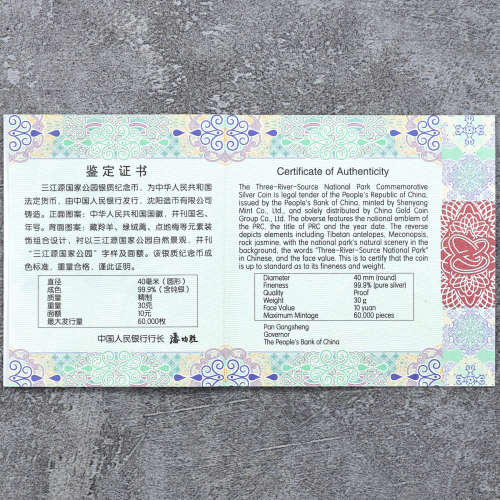 鉴定证书
三江源国家公园银质纪念币，为中华人民共和国
法定货币，由中国人民银行发行，沈阳造币有限公司
铸造。正面图案：中华人民共和国国徽，并刊国名、
年号。背面图案：藏羚羊、绿绒蒿、点地梅等元素装
饰组合设计，衬以三江源国家公园自然景观，并刊
“三江源国家公园”字样及面额。该银质纪念币成
色标准，重量合格，谨此证明。
直径 40毫米（圆形）
成色 99.9%（含纯银）
质量 精制
重量 30克
面额 10元
最大发行量 60,000枚
中国人民银行行长 潘功胜
Certificate of Authenticity
The Three-River-Source National Park Commemorative
Silver Coin is legal tender of the People's Republic of China,
issued by the People's Bank of China, minted by Shenyang
Mint Co., Ltd., and solely distributed by China Gold Coin
Group Co., Ltd. The obverse features the national emblem of
the PRC, the title of PRC and the year date. The reverse
depicts elements including Tibetan antelopes, Meconopsis,
rock jasmine, with the national park's natural scenery in the
background, the words "Three-River-Source National Park"
in Chinese, and the face value. This is to certify that the coin
is up to standard as to its fineness and weight.
Diameter 40 mm (round)
Fineness 99.9% (pure silver)
Quality Proof
Weight 30 g
Face Value 10 yuan
Maximum Mintage 60,000 pieces
Pan Gongsheng
Governor
The People's Bank of China